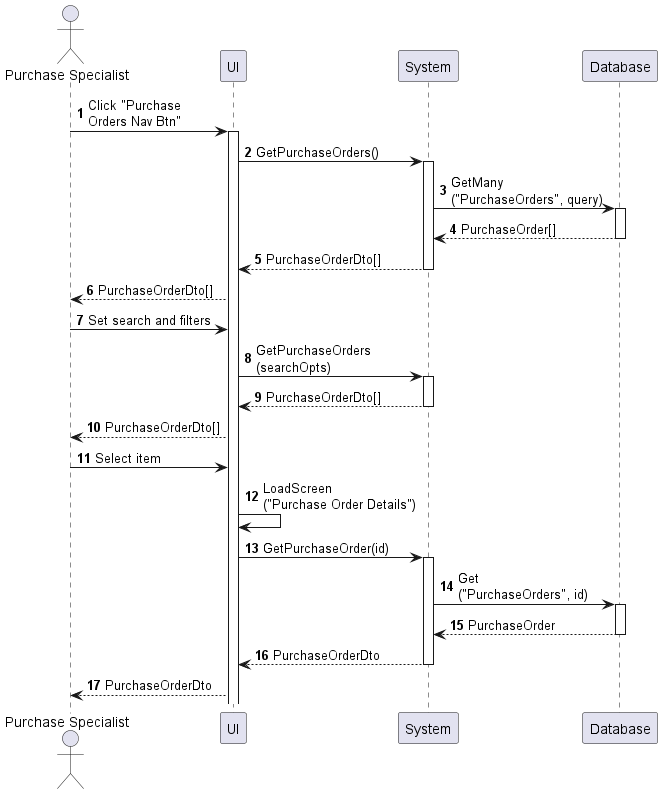 Purchase Specialist
UI
System
Database
1 Click "Purchase
Orders Nav Btn"
2 GetPurchaseOrders()
3 GetMany
("PurchaseOrders", query)
4 PurchaseOrder[]
5 PurchaseOrderDto[]
6 PurchaseOrderDto[]
7 Set search and filters
8 GetPurchaseOrders
(searchOpts)
9 PurchaseOrderDto[]
10 PurchaseOrderDto[]
11 Select item
12 LoadScreen
("Purchase Order Details")
13 GetPurchaseOrder(id)
14 Get
("PurchaseOrders", id)
15 PurchaseOrder
16 PurchaseOrderDto
17 PurchaseOrderDto
Purchase Specialist
UI
System
Database